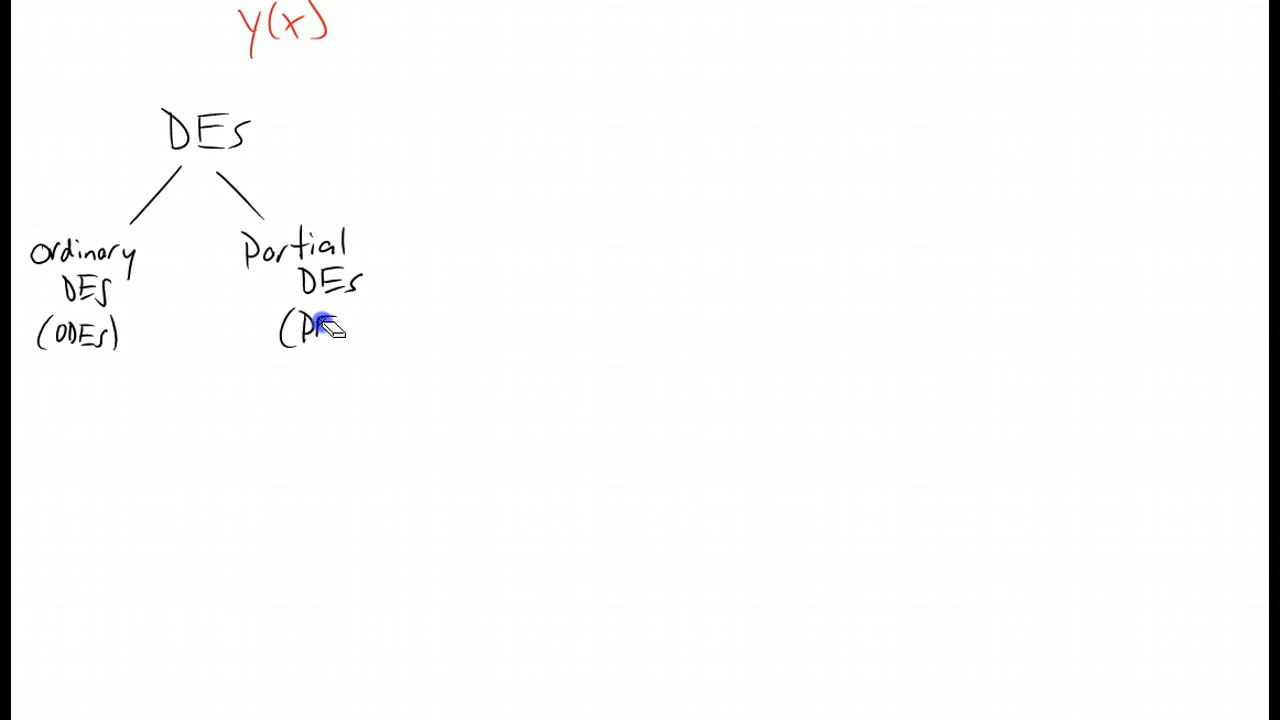 y(x)
DEs
Ordinary Partial
DEs DEs
(ODEs)